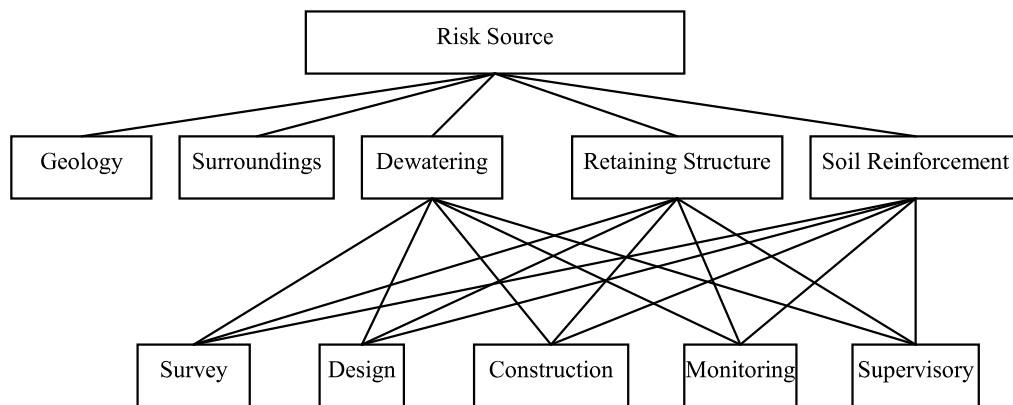 Risk Source
Geology
Surroundings
Dewatering
Retaining Structure
Soil Reinforcement
Survey
Design
Construction
Monitoring
Supervisory